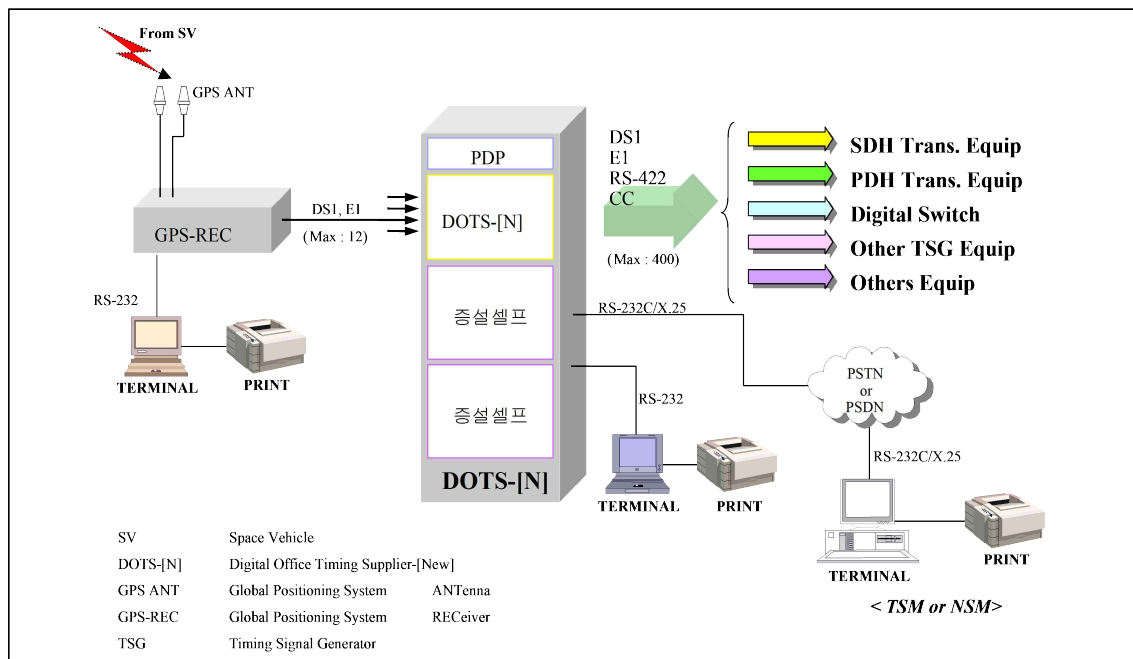 From SV
GPS ANT
GPS-REC
DS1, E1
(Max : 12)
RS-232
TERMINAL
PRINT
PDP
DOTS-[N]
증설셀프
증설셀프
DOTS-[N]
DS1
E1
RS-422
CC
(Max : 400)
SDH Trans. Equip
PDH Trans. Equip
Digital Switch
Other TSG Equip
Others Equip
RS-232C/X.25
RS-232
TERMINAL
PRINT
PSTN
or
PSDN
RS-232C/X.25
TERMINAL
PRINT
< TSM or NSM>
SV Space Vehicle
DOTS-[N] Digital Office Timing Supplier-[New]
GPS ANT Global Positioning System ANTenna
GPS-REC Global Positioning System RECeiver
TSG Timing Signal Generator